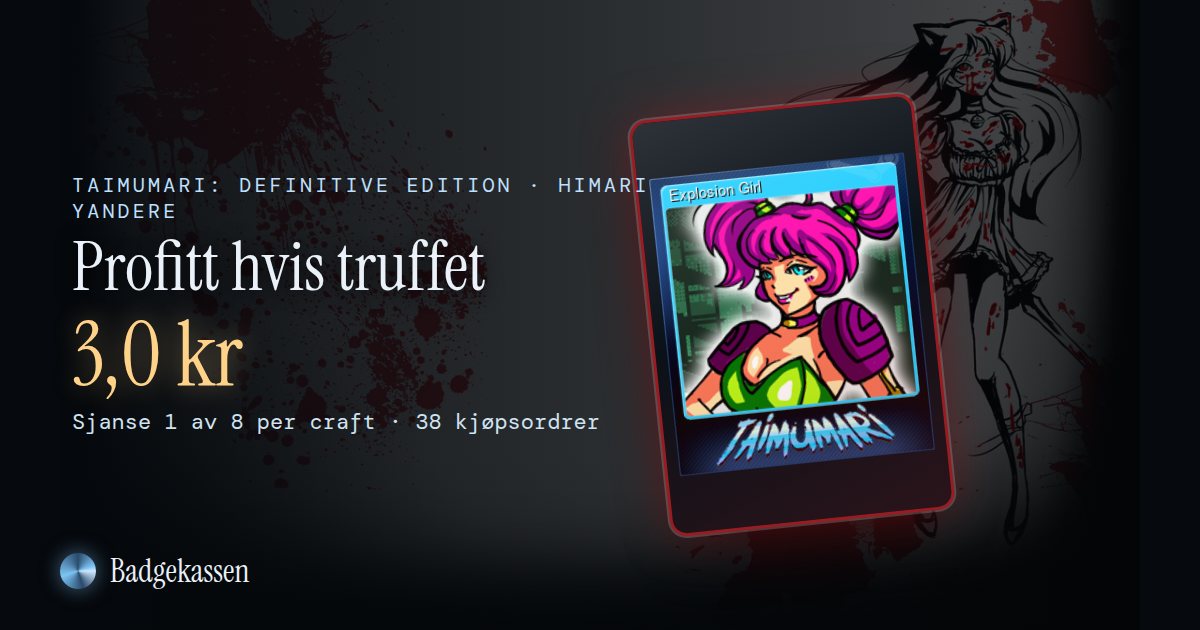 TAIMUMARI: DEFINITIVE EDITION · HIMARI
YANDERE
Profitt hvis truffet
3,0 kr
Sjanse 1 av 8 per craft · 38 kjøpsordrer
Explosion Girl
TAIMUMARI
Badgekassen